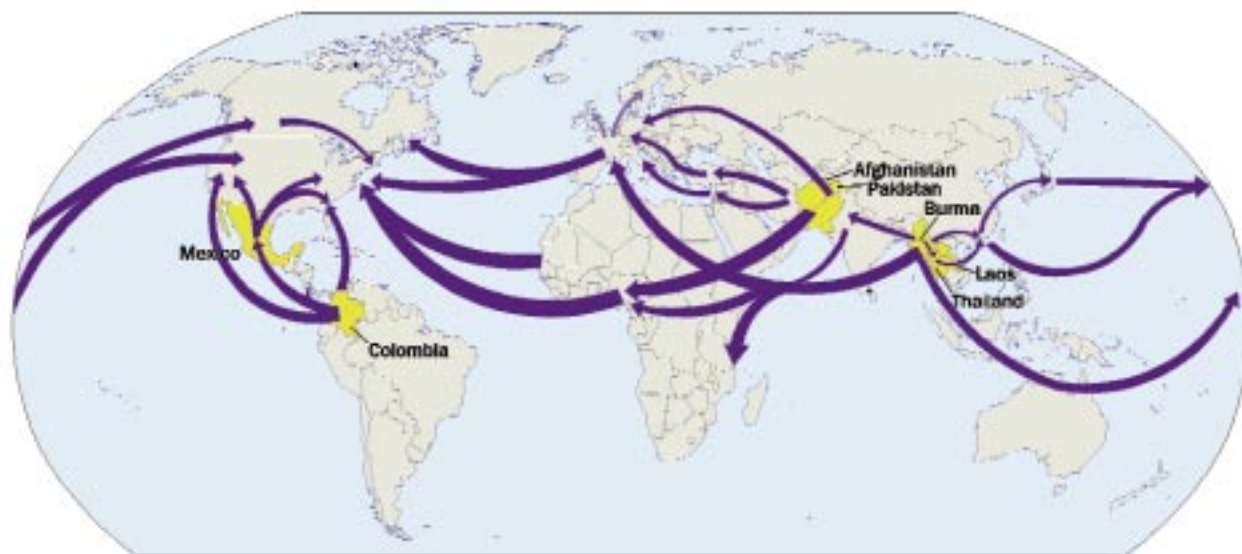 Afghanistan
Pakistan
Burma
Mexico
Laos
Thailand
Colombia